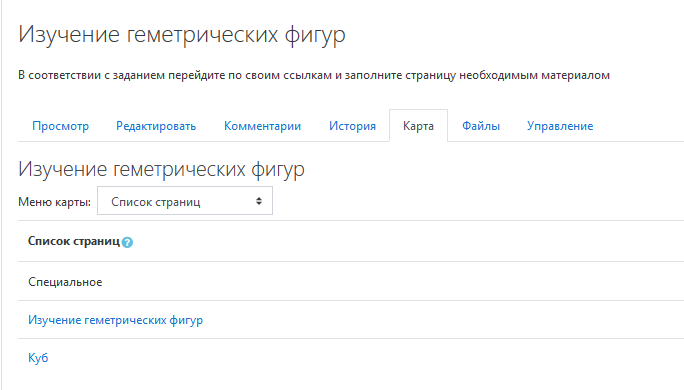 Изучение геметрических фигур
В соответствии с заданием перейдите по своим ссылкам и заполните страницу необходимым материалом
Просмотр Редактировать Комментарии История Карта Файлы Управление
Изучение геметрических фигур
Меню карты: Список страниц
Список страниц ?
Специальное
Изучение геметрических фигур
Куб